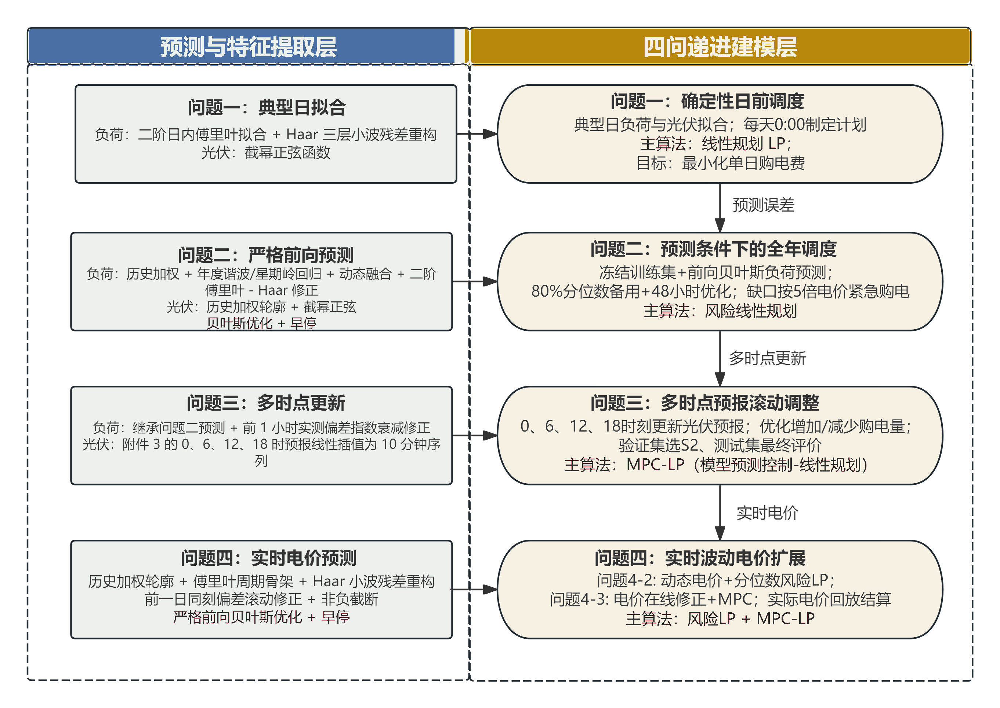 预测与特征提取层
四问递进建模层
问题一：典型日拟合
负荷：二阶日内傅里叶拟合 + Haar 三层小波残差重构
光伏：截幂正弦函数
问题一：确定性日前调度
典型日负荷与光伏拟合；每天0:00制定计划
主算法：线性规划 LP；
目标：最小化单日购电费
预测误差
问题二：严格前向预测
负荷：历史加权 + 年度谐波/星期岭回归 + 动态融合 + 二阶
傅里叶 - Haar 修正
光伏：历史加权轮廓 + 截幂正弦
贝叶斯优化 + 早停
问题二：预测条件下的全年调度
冻结训练集+前向贝叶斯负荷预测；
80%分位数备用+48小时优化；缺口按5倍电价紧急购电
主算法：风险线性规划
多时点更新
问题三：多时点更新
负荷：继承问题二预测 + 前 1 小时实测偏差指数衰减修正
光伏：附件 3 的 0、6、12、18 时预报线性插值为 10 分钟序
列
问题三：多时点预报滚动调整
0、6、12、18时刻更新光伏预报；优化增加/减少购电量；
验证集选S2、测试集最终评价
主算法：MPC-LP（模型预测控制-线性规划）
实时电价
问题四：实时电价预测
历史加权轮廓 + 傅里叶周期骨架 + Haar 小波残差重构
前一日同刻偏差滚动修正 + 非负截断
严格前向贝叶斯优化 + 早停
问题四：实时波动电价扩展
问题4-2: 动态电价+分位数风险LP；
问题4-3: 电价在线修正+MPC；实际电价回放结算
主算法：风险LP + MPC-LP